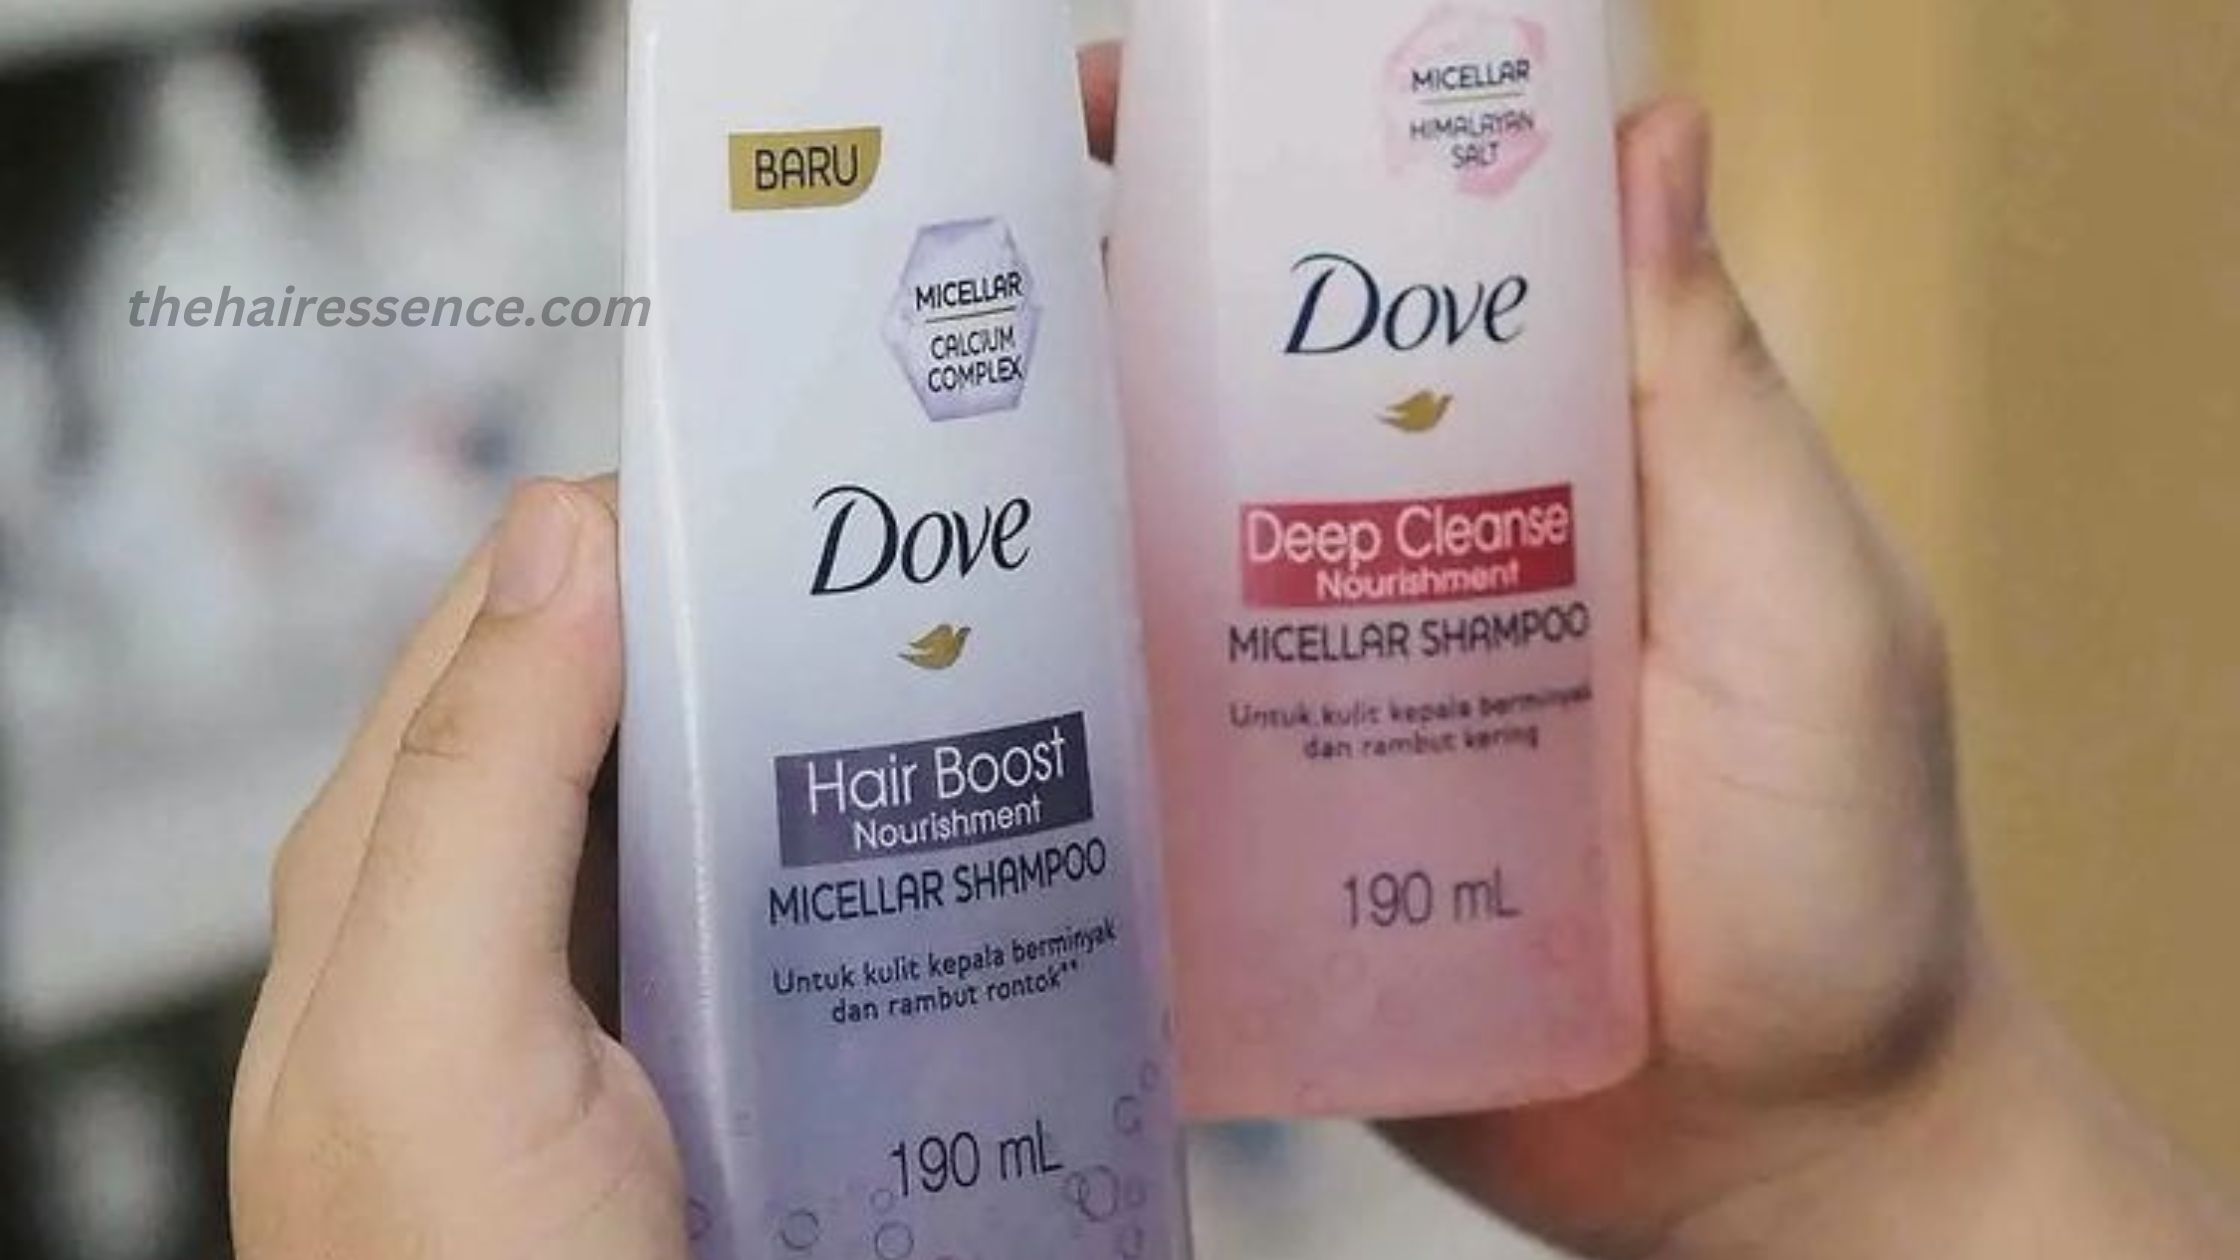 thehairessence.com
BARU
MICELLAR
CALCIUM
COMPLEX
Dove
Hair Boost
Nourishment
MICELLAR SHAMPOO
Untuk kulit kepala berminyak
dan rambut rontok**
190 mL
MICELLAR
HIMALAYAN
SALT
Dove
Deep Cleanse
Nourishment
MICELLAR SHAMPOO
Untuk kulit kepala berminyak
dan rambut kering
190 mL